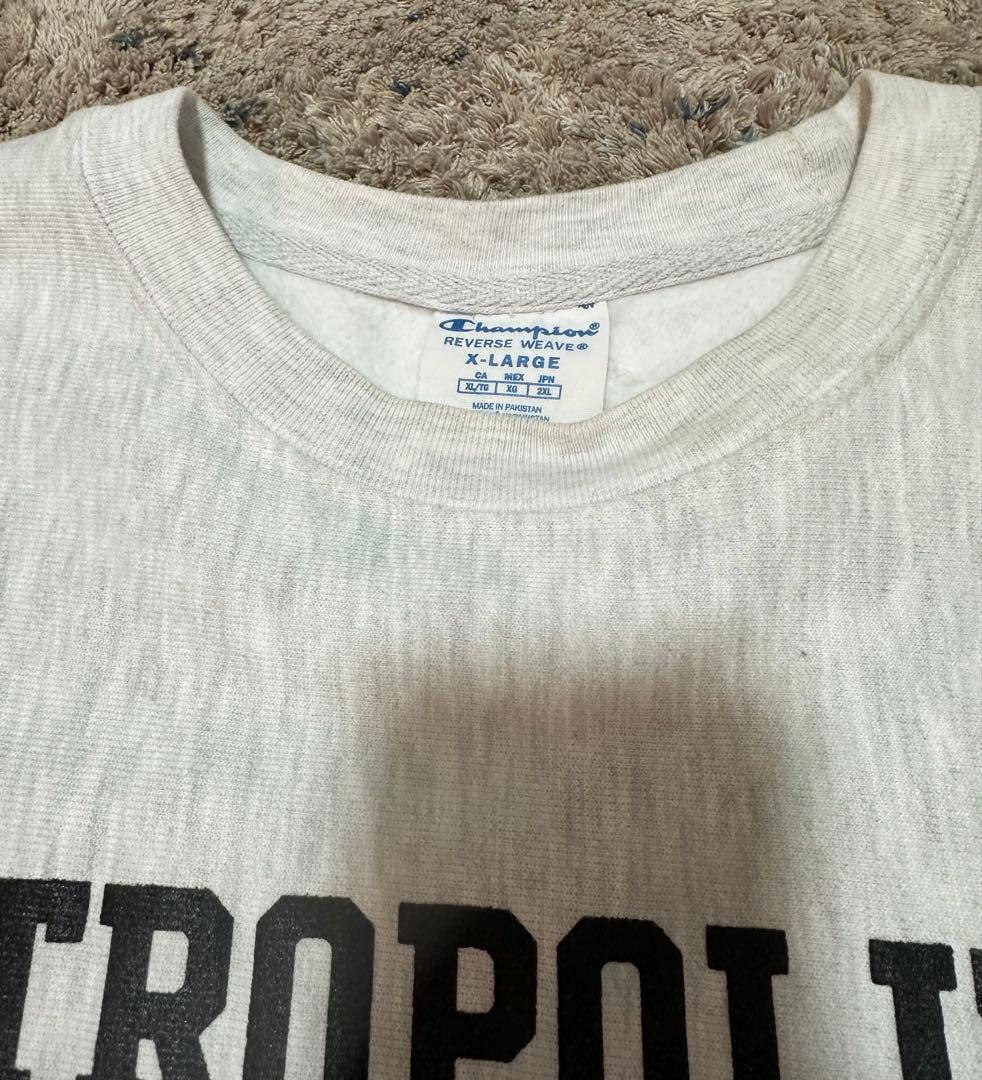 Champion®
REVERSE WEAVE®
X-LARGE
CA MEX JPN
XL/TG XG 2XL
MADE IN PAKISTAN
TROPOLI